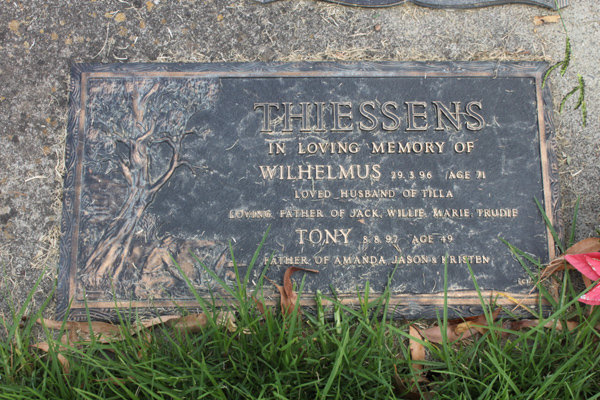 THIESSENS
IN LOVING MEMORY OF
WILHELMUS 29.3.96 AGE 71
LOVED HUSBAND OF TILLA
LOVING FATHER OF JACK, WILLIE, MARIE, TRUDIE
TONY 8.8.92 AGE 49
FATHER OF AMANDA, JASON & KRISTEN